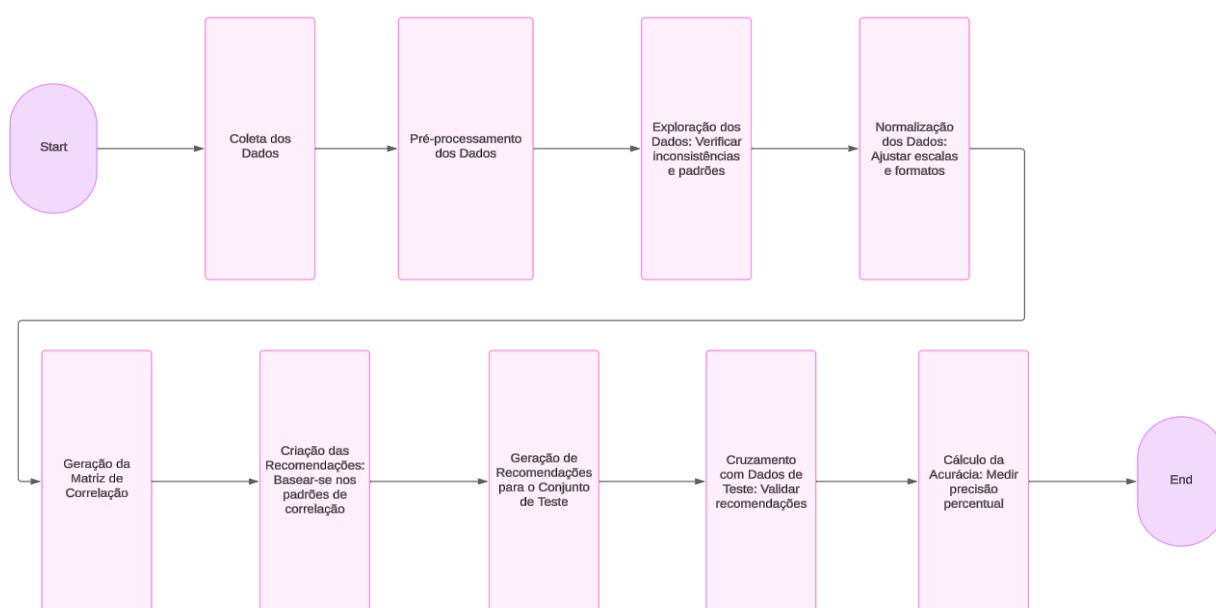 Start
Coleta dos
Dados
Pré-processamento
dos Dados
Exploração dos
Dados: Verificar
inconsistências
e padrões
Normalização
dos Dados:
Ajustar escalas
e formatos
Geração da
Matriz de
Correlação
Criação das
Recomendações:
Basear-se nos
padrões de
correlação
Geração de
Recomendações
para o Conjunto
de Teste
Cruzamento
com Dados de
Teste: Validar
recomendações
Cálculo da
Acurácia: Medir
precisão
percentual
End